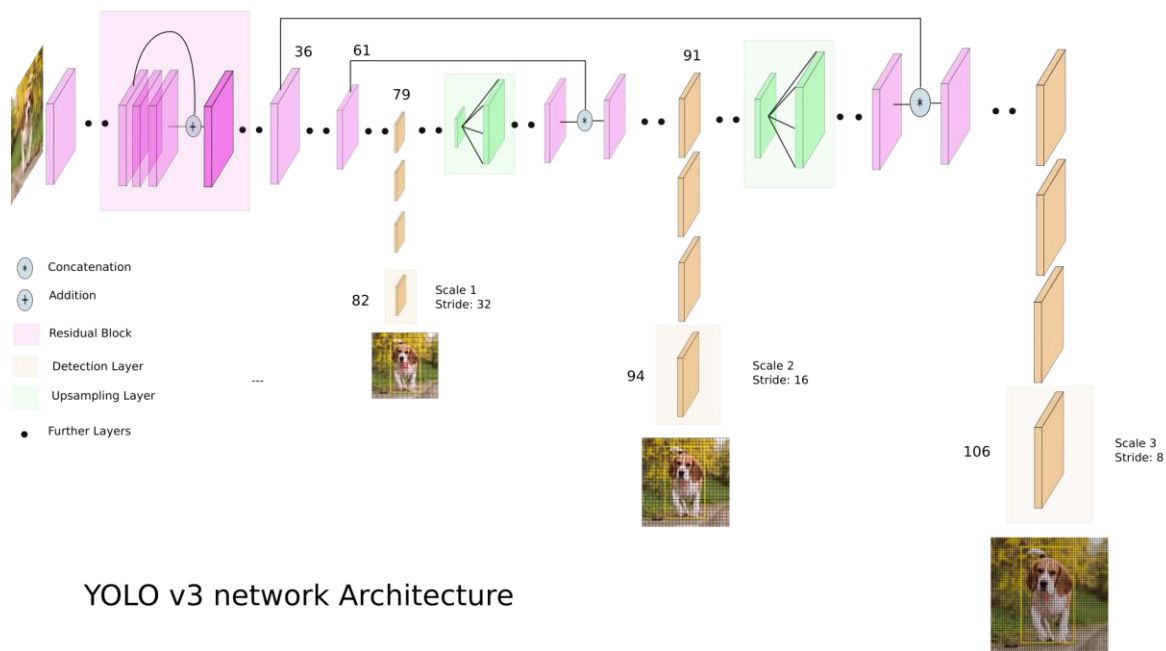 36
61
91
79
*
+
*
Concatenation
*
Addition
+
Residual Block
Detection Layer
Upsampling Layer
Further Layers
---
82
Scale 1
Stride: 32
94
Scale 2
Stride: 16
106
Scale 3
Stride: 8
YOLO v3 network Architecture